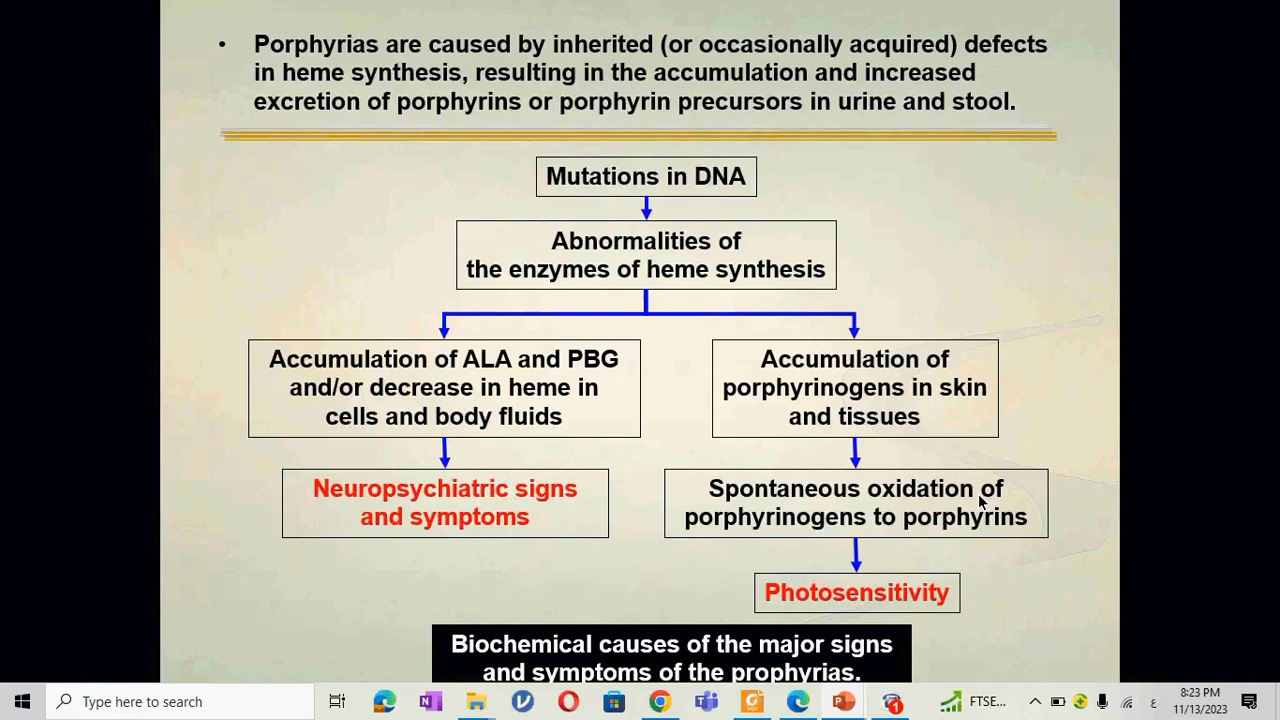 • Porphyrias are caused by inherited (or occasionally acquired) defects
in heme synthesis, resulting in the accumulation and increased
excretion of porphyrins or porphyrin precursors in urine and stool.
Mutations in DNA
Abnormalities of
the enzymes of heme synthesis
Accumulation of ALA and PBG
and/or decrease in heme in
cells and body fluids
Accumulation of
porphyrinogens in skin
and tissues
Neuropsychiatric signs
and symptoms
Spontaneous oxidation of
porphyrinogens to porphyrins
Photosensitivity
Biochemical causes of the major signs
and symptoms of the prophyrias.
Type here to search
FTSE...
ع
8:23 PM
11/13/2023